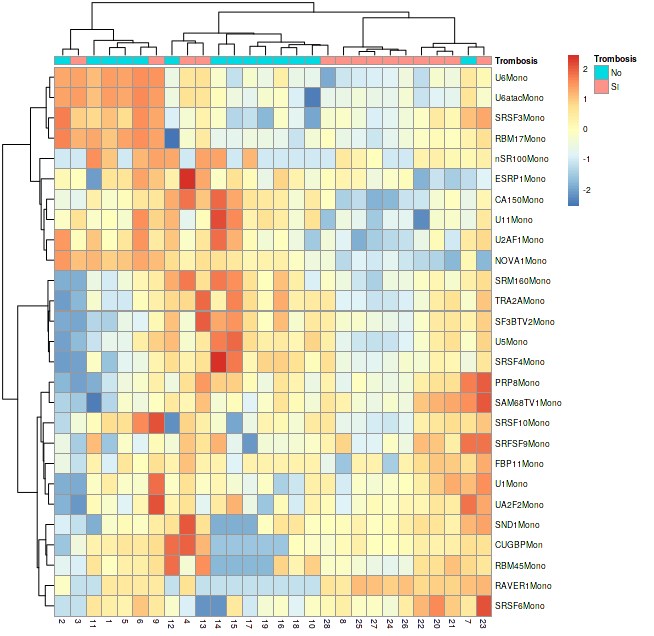 Trombosis
U6Mono
U6atacMono
SRSF3Mono
RBM17Mono
nSR100Mono
ESRP1Mono
CA150Mono
U11Mono
U2AF1Mono
NOVA1Mono
SRM160Mono
TRA2AMono
SF3BTV2Mono
U5Mono
SRSF4Mono
PRP8Mono
SAM68TV1Mono
SRSF10Mono
SRFSF9Mono
FBP11Mono
U1Mono
UA2F2Mono
SND1Mono
CUGBPMon
RBM45Mono
RAVER1Mono
SRSF6Mono
2 3 11 1 5 6 9 12 4 13 14 15 17 19 16 18 10 28 8 25 27 24 26 22 20 21 7 23
2
1
0
-1
-2
Trombosis
No
SI